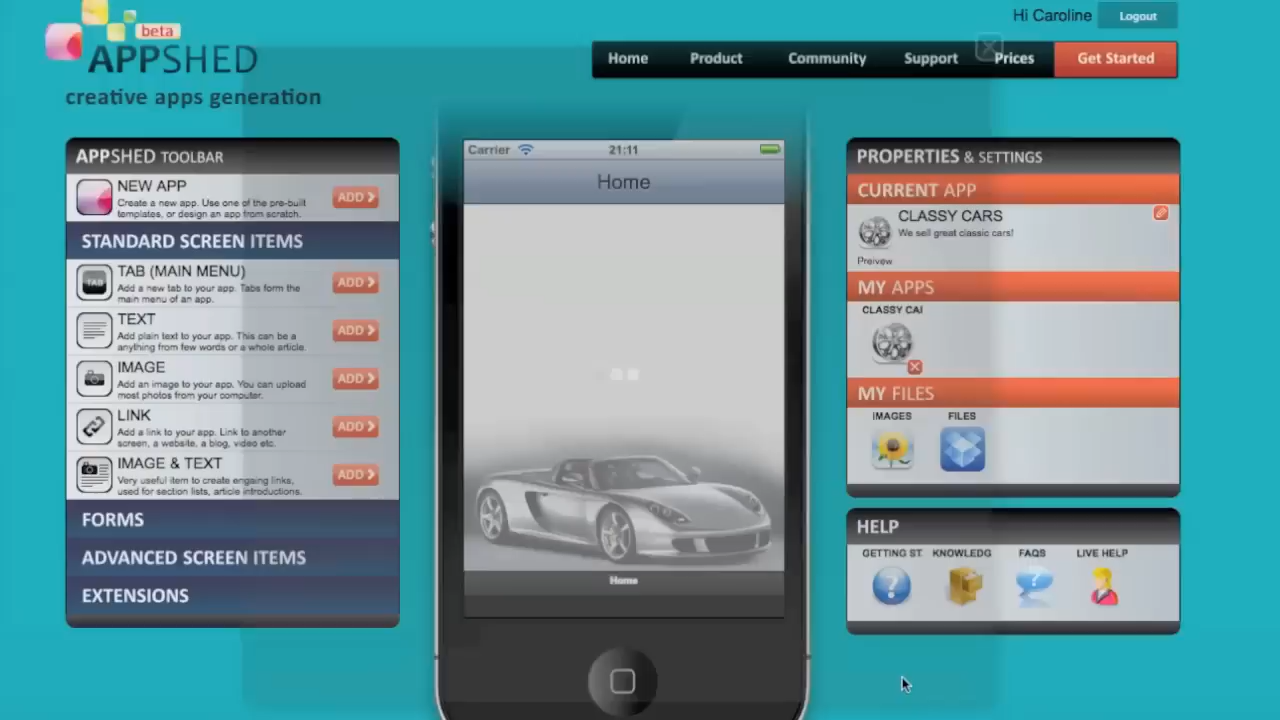 Hi Caroline
Logout
beta
APPSHED
creative apps generation
Home
Product
Community
Support
Prices
Get Started
APPSHED TOOLBAR
NEW APP
Create a new app. Use one of the pre-built
templates, or design an app from scratch.
ADD
STANDARD SCREEN ITEMS
TAB (MAIN MENU)
TAB
Add a new tab to your app. Tabs form the
main menu of an app.
ADD
TEXT
Add plain text to your app. This can be a
anything from few words or a whole article.
ADD
IMAGE
Add an image to your app. You can upload
most photos from your computer.
ADD
LINK
Add a link to your app. Link to another
screen, a website, a blog, video etc.
ADD
IMAGE & TEXT
Very useful item to create engaing links,
used for section lists, article introductions.
ADD
FORMS
ADVANCED SCREEN ITEMS
EXTENSIONS
Carrier
21:11
Home
Home
PROPERTIES & SETTINGS
CURRENT APP
CLASSY CARS
We sell great classic cars!
Preivew
MY APPS
CLASSY CAI
MY FILES
IMAGES
FILES
HELP
GETTING ST
KNOWLEDG
FAQS
LIVE HELP